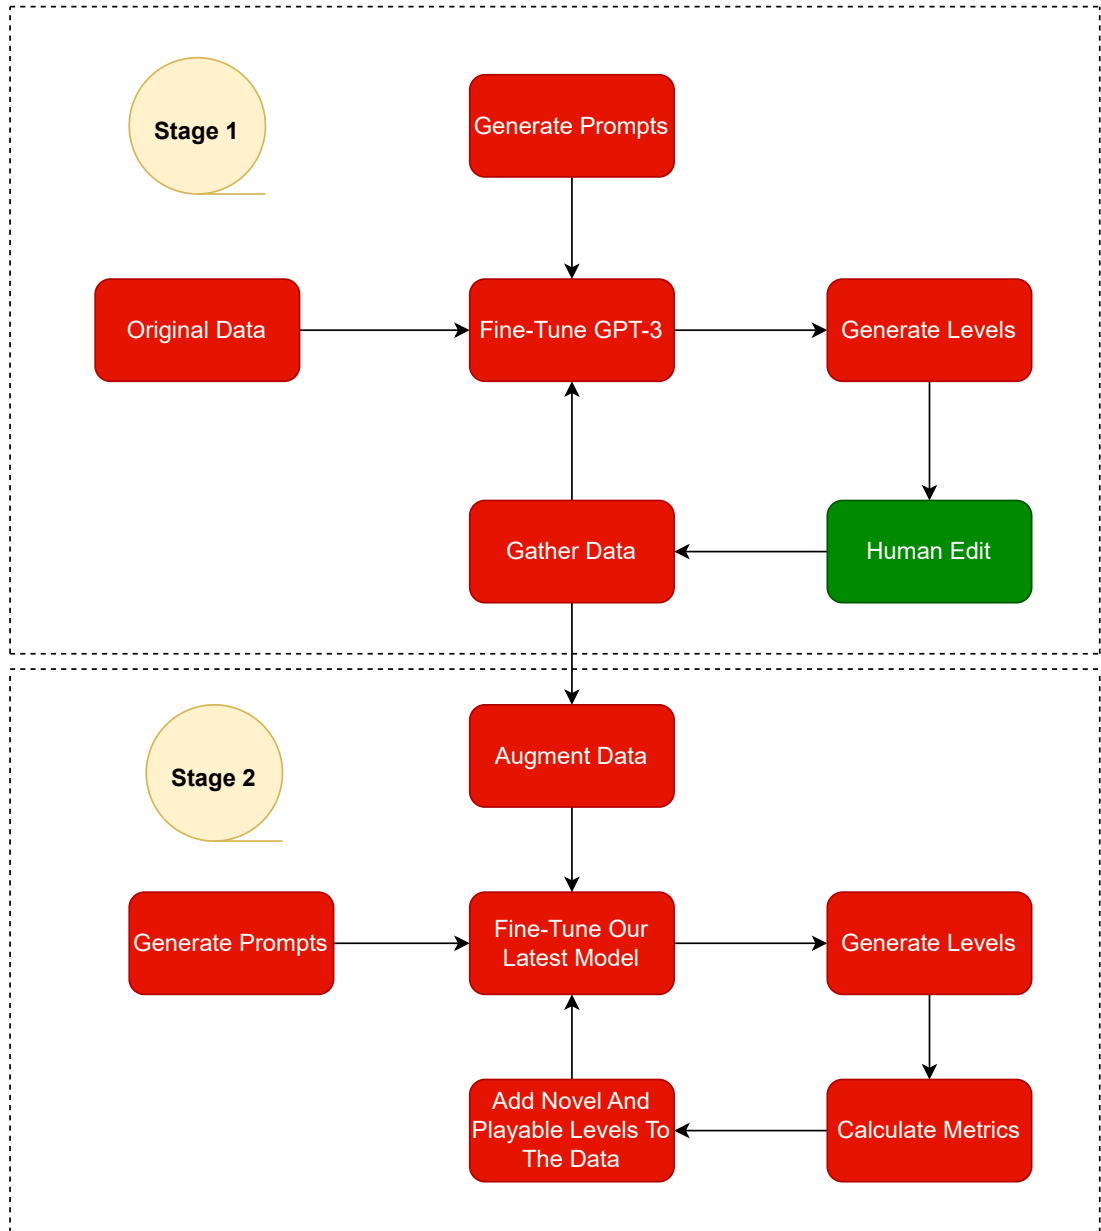 Stage 1
Generate Prompts
Original Data
Fine-Tune GPT-3
Generate Levels
Gather Data
Human Edit
Stage 2
Augment Data
Generate Prompts
Fine-Tune Our
Latest Model
Generate Levels
Add Novel And
Playable Levels To
The Data
Calculate Metrics